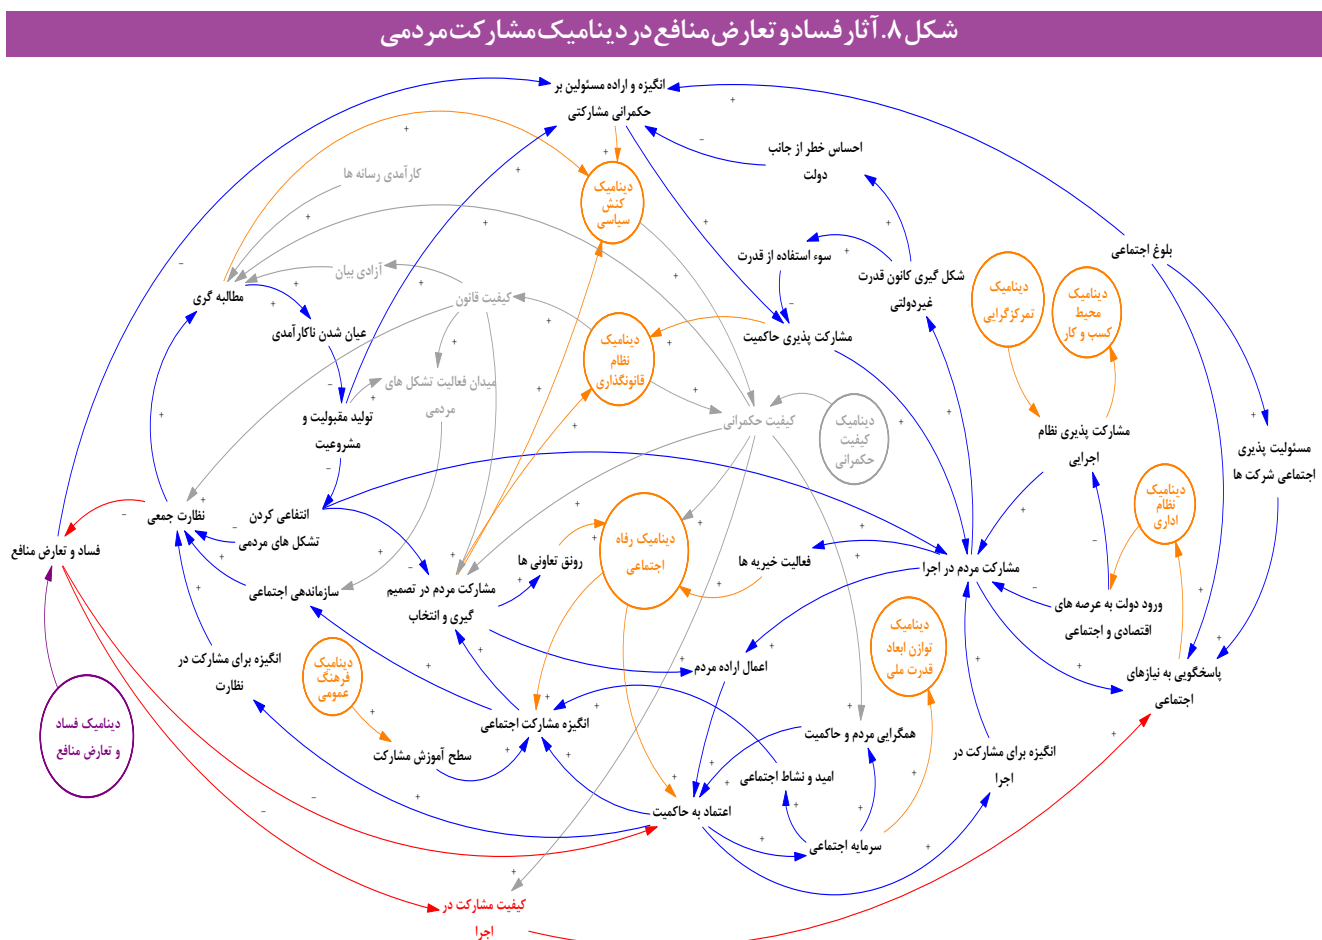 شکل ۸. آثار فساد و تعارض منافع در دینامیک مشارکت مردمی
انگیزه و اراده مسئولین بر
حکمرانی مشارکتی
احساس خطر از جانب
دولت
کارآمدی رسانه ها
دینامیک
کنش
سیاسی
بلوغ اجتماعی
سوء استفاده از قدرت
شکل گیری کانون قدرت
غیردولتی
آزادی بیان
مطالبه گری
کیفیت قانون
دینامیک
تمرکزگرایی
دینامیک
محیط
کسب و کار
عیان شدن ناکارآمدی
مشارکت پذیری حاکمیت
دینامیک
نظام
قانونگذاری
میدان فعالیت تشکل های
مردمی
تولید مقبولیت و
مشروعیت
کیفیت حکمرانی
دینامیک
کیفیت
حکمرانی
مشارکت پذیری نظام
اجرایی
مسئولیت پذیری
اجتماعی شرکت ها
دینامیک
نظام
اداری
نظارت جمعی
انتفاعی کردن
تشکل های مردمی
فساد و تعارض منافع
دینامیک رفاه
اجتماعی
رونق تعاونی ها
فعالیت خیریه ها
مشارکت مردم در اجرا
سازماندهی اجتماعی
مشارکت مردم در تصمیم
گیری و انتخاب
ورود دولت به عرصه های
اقتصادی و اجتماعی
دینامیک
توازن ابعاد
قدرت ملی
انگیزه برای مشارکت در
نظارت
دینامیک
فرهنگ
عمومی
اعمال اراده مردم
پاسخگویی به نیازهای
اجتماعی
دینامیک فساد
و تعارض منافع
انگیزه مشارکت اجتماعی
همگرایی مردم و حاکمیت
سطح آموزش مشارکت
انگیزه برای مشارکت در
اجرا
امید و نشاط اجتماعی
اعتماد به حاکمیت
سرمایه اجتماعی
کیفیت مشارکت در
اجرا